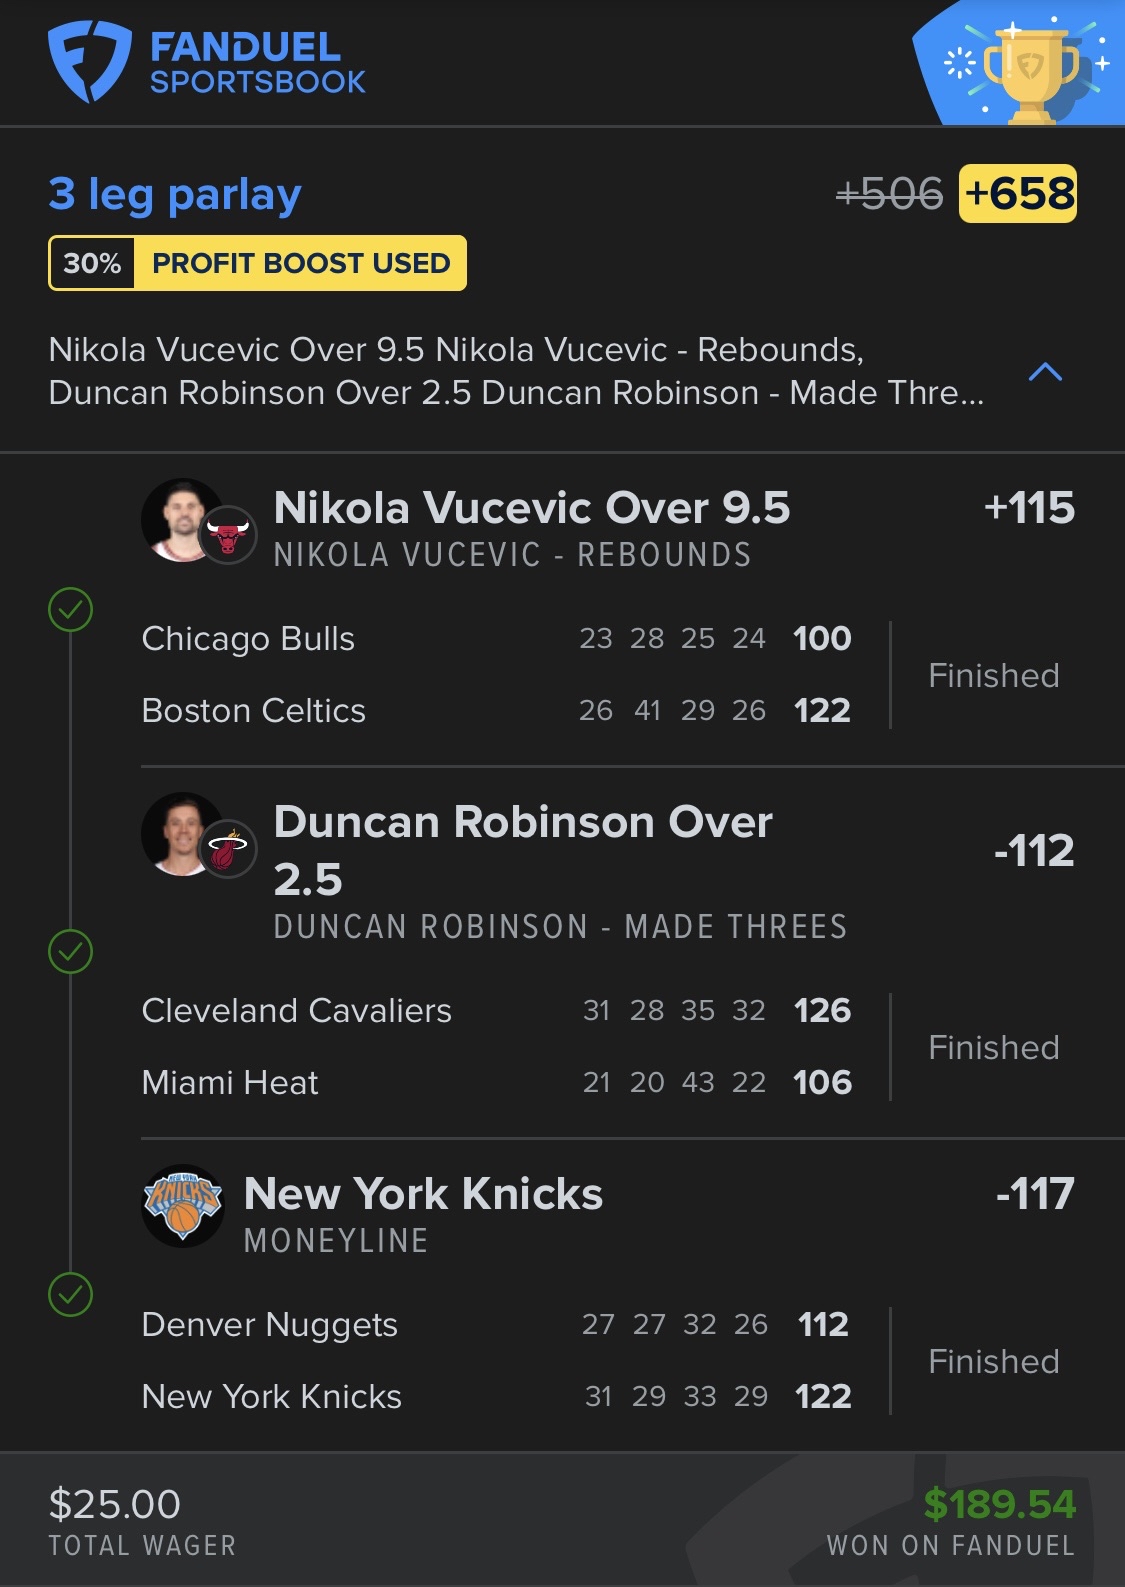 FANDUEL
SPORTSBOOK
3 leg parlay +506 +658
30% PROFIT BOOST USED
Nikola Vucevic Over 9.5 Nikola Vucevic - Rebounds,
Duncan Robinson Over 2.5 Duncan Robinson - Made Thre...
Nikola Vucevic Over 9.5 +115
NIKOLA VUCEVIC - REBOUNDS
Chicago Bulls 23 28 25 24 100
Finished
Boston Celtics 26 41 29 26 122
Duncan Robinson Over
2.5
-112
DUNCAN ROBINSON - MADE THREES
Cleveland Cavaliers 31 28 35 32 126
Finished
Miami Heat 21 20 43 22 106
NEW YORK
KNICKS
New York Knicks -117
MONEYLINE
Denver Nuggets 27 27 32 26 112
Finished
New York Knicks 31 29 33 29 122
$25.00 $189.54
TOTAL WAGER WON ON FANDUEL